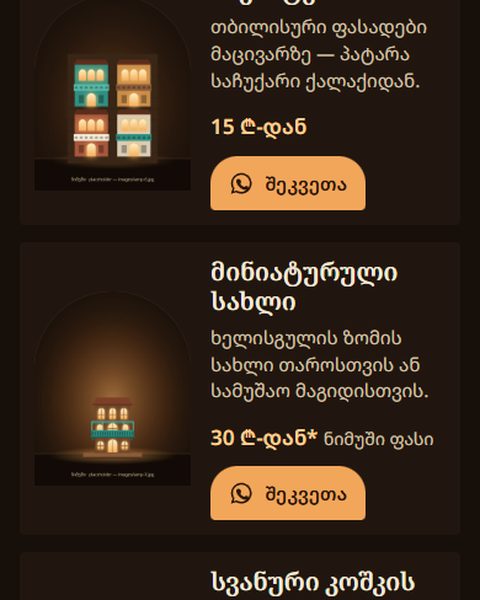 თბილისური ფასადები
მაცივარზე — პატარა
საჩუქარი ქალაქიდან.
15 ₾-დან
შეკვეთა
მინიატურული
სახლი
ხელისგულის ზომის
სახლი თაროსთვის ან
სამუშაო მაგიდისთვის.
30 ₾-დან* ნიმუში ფასი
შეკვეთა
სვანური კოშკის